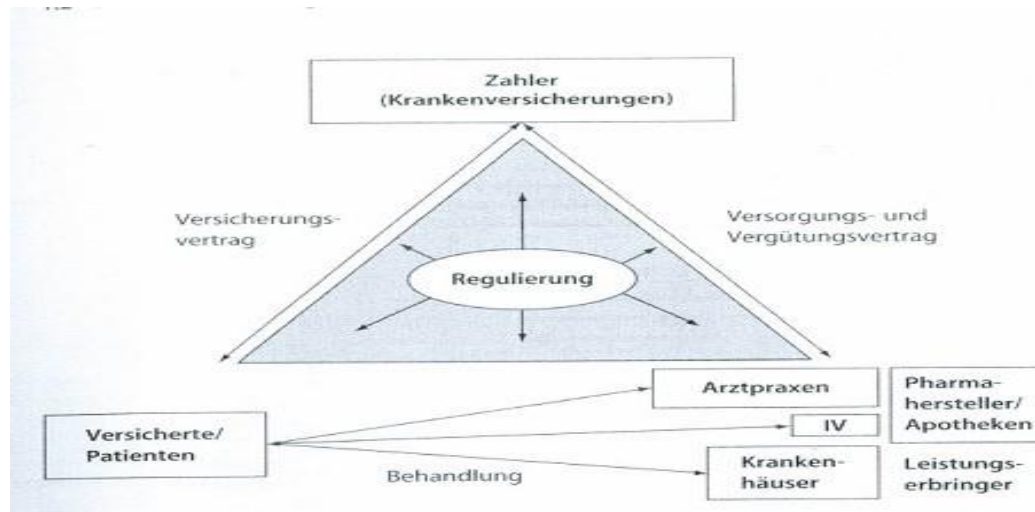 Zahler
(Krankenversicherungen)
Versicherungs-
vertrag
Versorgungs- und
Vergütungsvertrag
Regulierung
Arztpraxen
Pharma-
hersteller/
Apotheken
IV
Versicherte/
Patienten
Behandlung
Kranken-
häuser
Leistungs-
erbringer